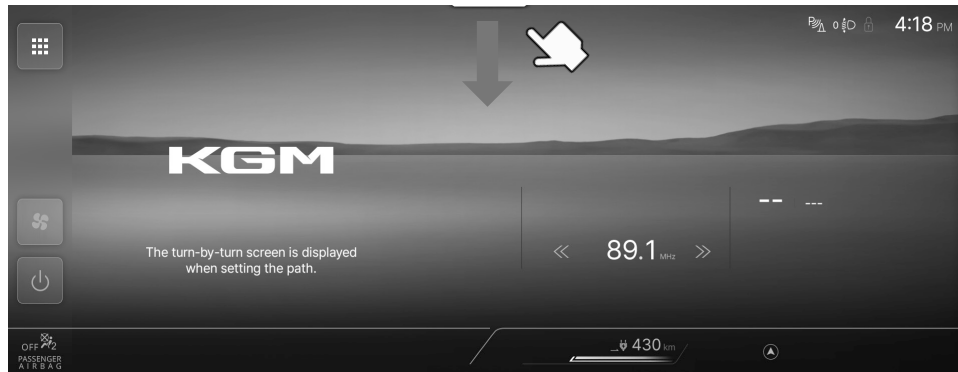 4:18 PM
KGM
-- ---
The turn-by-turn screen is displayed
when setting the path.
89.1 MHz
OFF 2
PASSENGER
AIRBAG
430 km